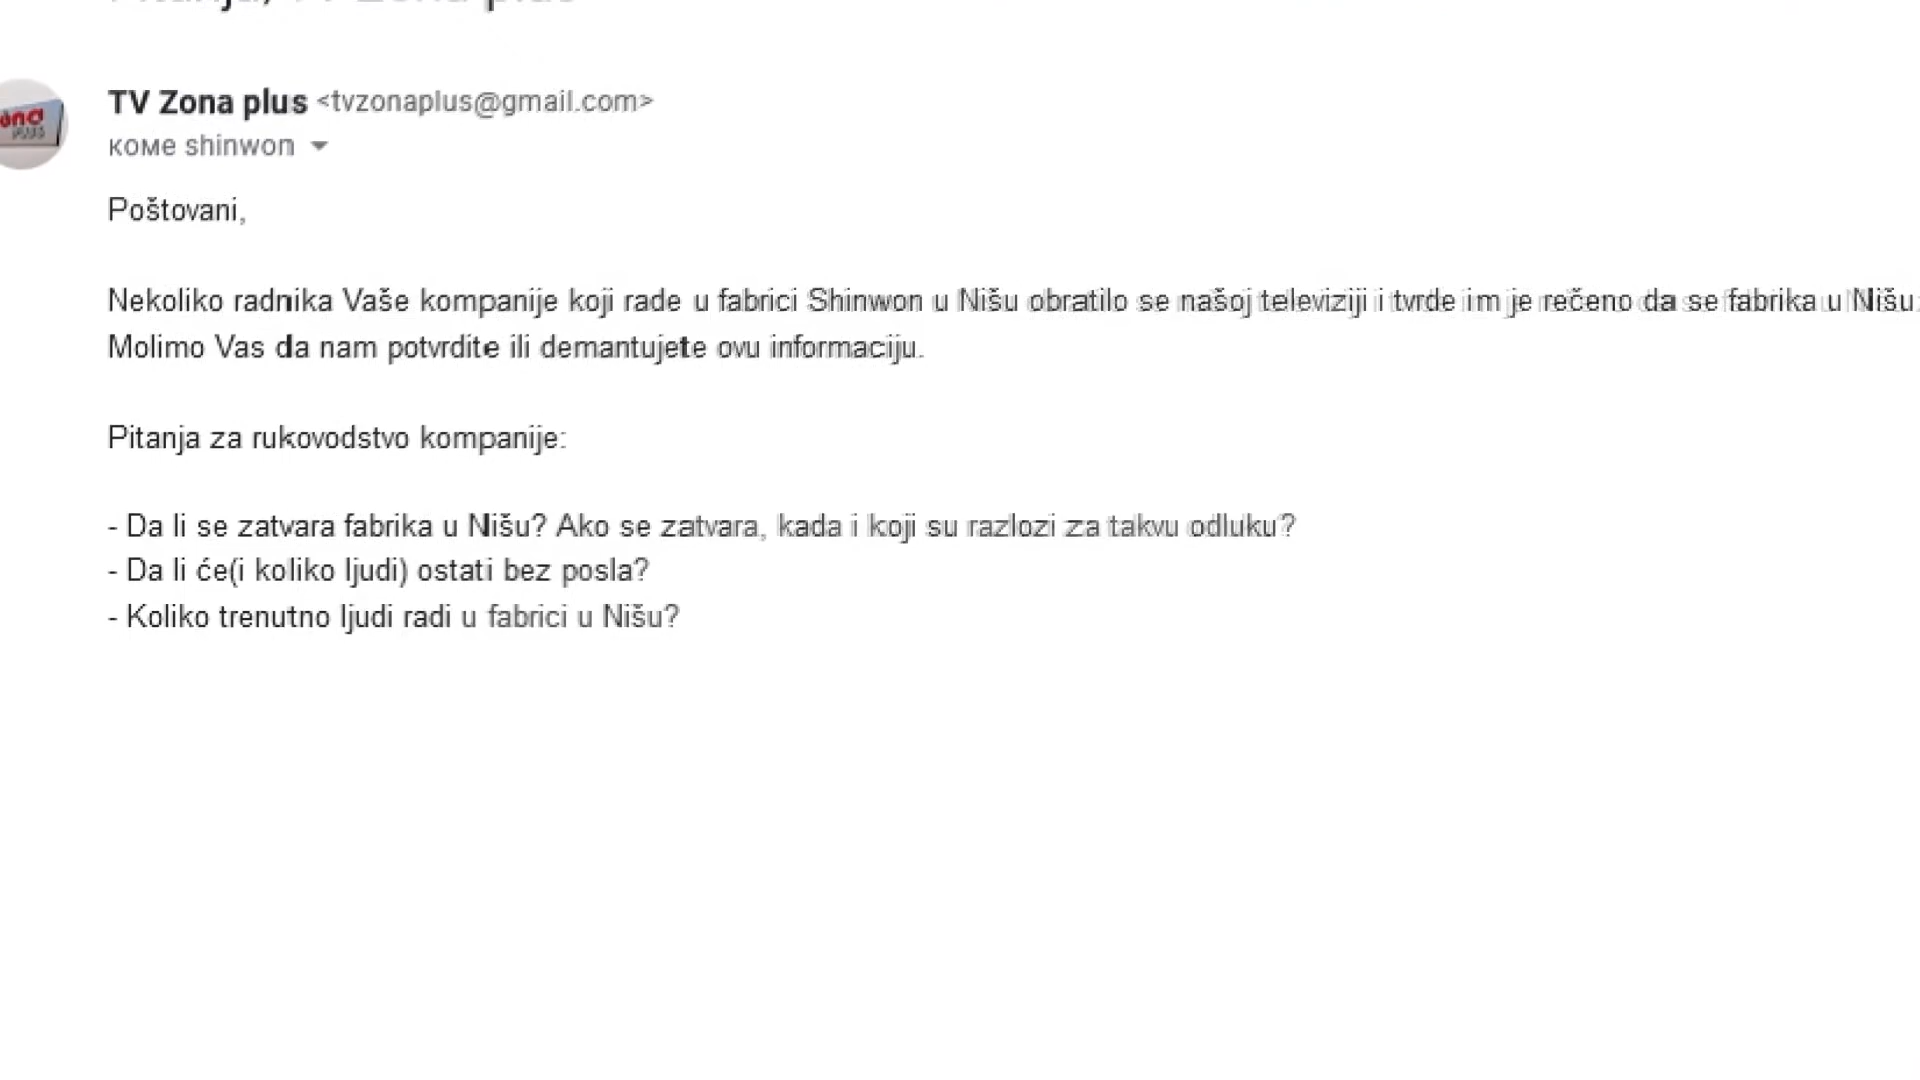 TV Zona plus
TV Zona plus <tvzonaplus@gmail.com>
коме shinwon
Poštovani,
Nekoliko radnika Vaše kompanije koji rade u fabrici Shinwon u Nišu obratilo se našoj televiziji i tvrde im je rečeno da se fabrika u Nišu
Molimo Vas da nam potvrdite ili demantujete ovu informaciju.
Pitanja za rukovodstvo kompanije:
- Da li se zatvara fabrika u Nišu? Ako se zatvara, kada i koji su razlozi za takvu odluku?
- Da li će(i koliko ljudi) ostati bez posla?
- Koliko trenutno ljudi radi u fabrici u Nišu?